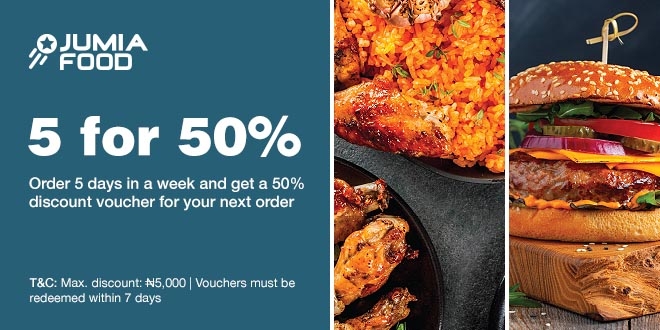 JUMIA
FOOD
5 for 50%
Order 5 days in a week and get a 50%
discount voucher for your next order
T&C: Max. discount: ₦5,000 | Vouchers must be
redeemed within 7 days